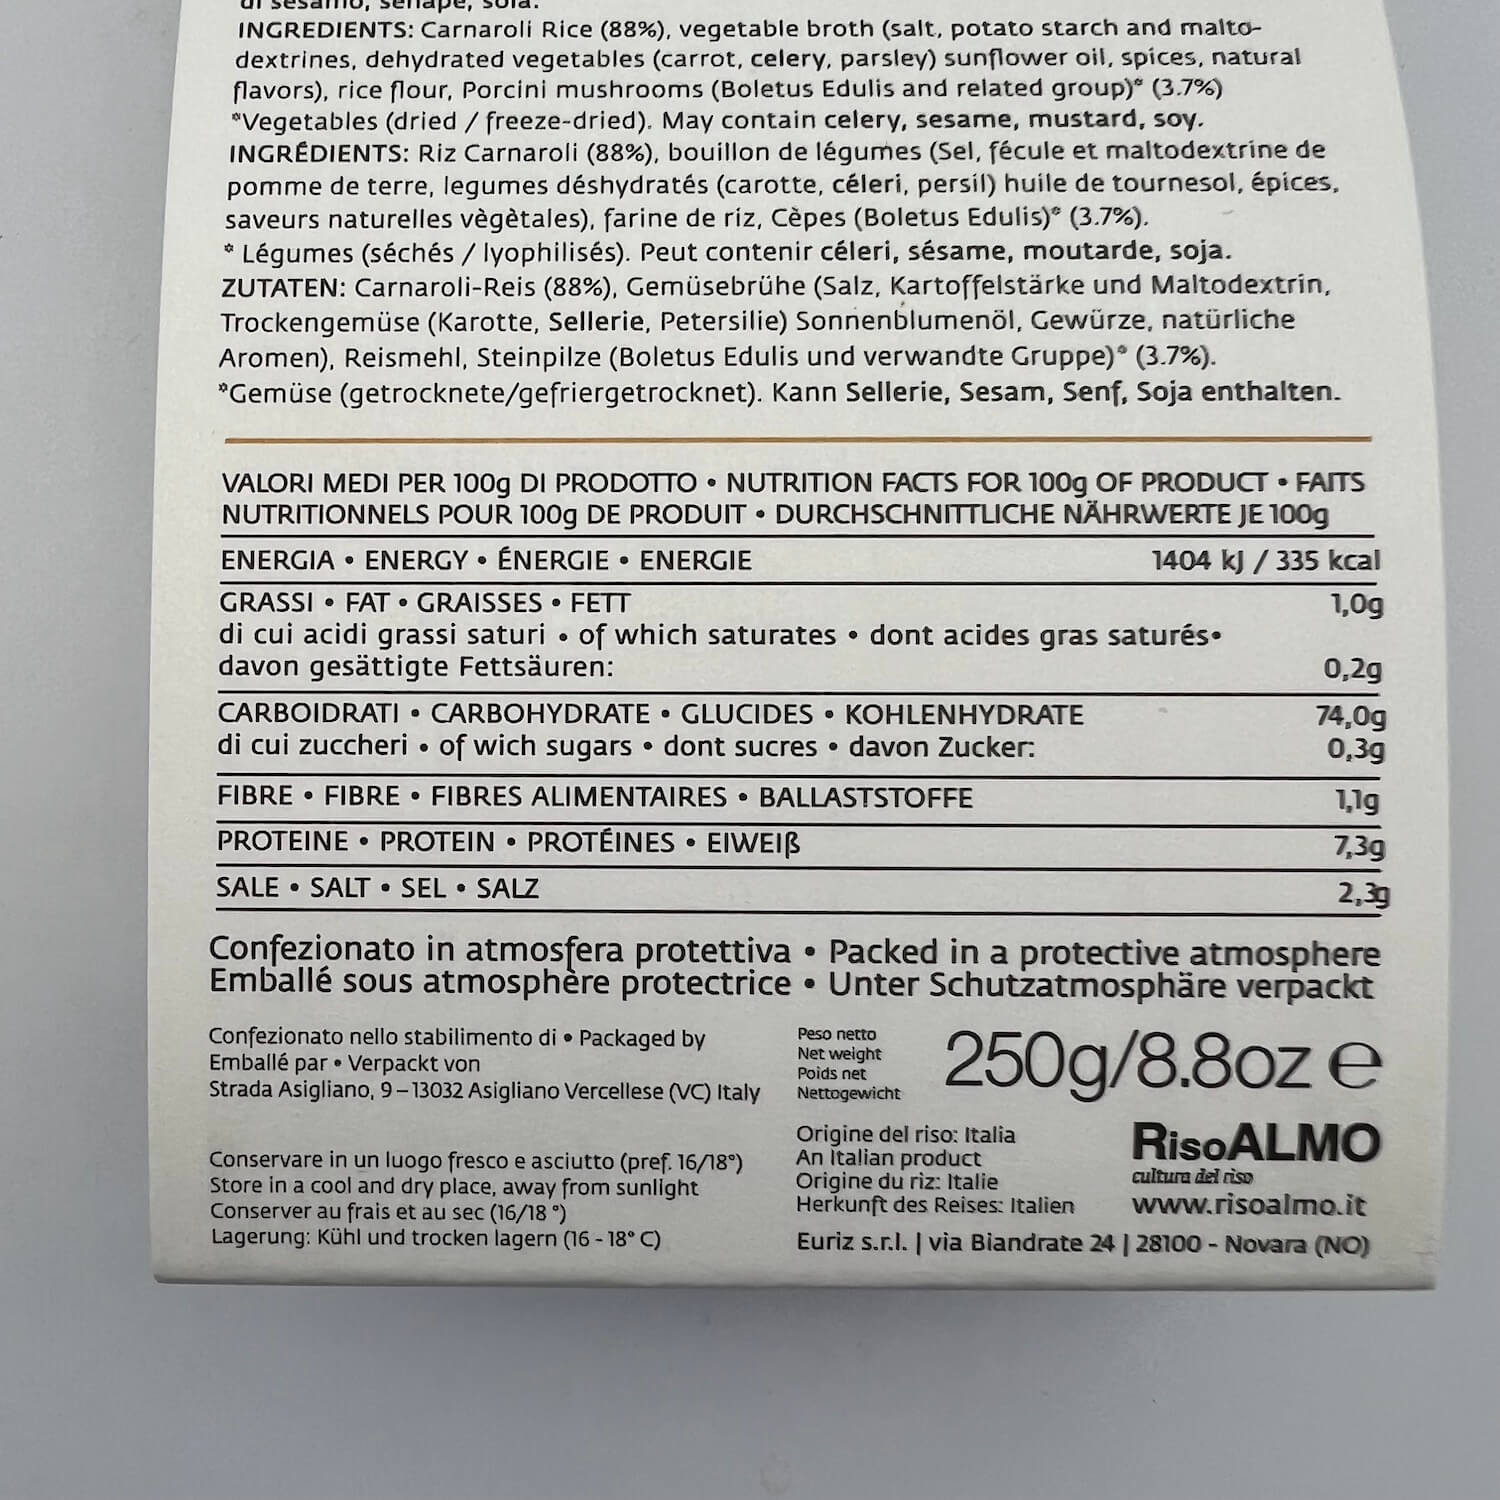 di sesamo, senape, soia.
INGREDIENTS: Carnaroli Rice (88%), vegetable broth (salt, potato starch and malto-
dextrines, dehydrated vegetables (carrot, celery, parsley) sunflower oil, spices, natural
flavors), rice flour, Porcini mushrooms (Boletus Edulis and related group)* (3.7%)
*Vegetables (dried / freeze-dried). May contain celery, sesame, mustard, soy.
INGRÉDIENTS: Riz Carnaroli (88%), bouillon de légumes (Sel, fécule et maltodextrine de
pomme de terre, legumes déshydratés (carotte, céleri, persil) huile de tournesol, épices,
saveurs naturelles vègètales), farine de riz, Cèpes (Boletus Edulis)* (3.7%).
* Légumes (séchés / lyophilisés). Peut contenir céleri, sésame, moutarde, soja.
ZUTATEN: Carnaroli-Reis (88%), Gemüsebrühe (Salz, Kartoffelstärke und Maltodextrin,
Trockengemüse (Karotte, Sellerie, Petersilie) Sonnenblumenöl, Gewürze, natürliche
Aromen), Reismehl, Steinpilze (Boletus Edulis und verwandte Gruppe)* (3.7%).
*Gemüse (getrocknete/gefriergetrocknet). Kann Sellerie, Sesam, Senf, Soja enthalten.
VALORI MEDI PER 100g DI PRODOTTO • NUTRITION FACTS FOR 100g OF PRODUCT • FAITS
NUTRITIONNELS POUR 100g DE PRODUIT • DURCHSCHNITTLICHE NÄHRWERTE JE 100g
ENERGIA • ENERGY • ÉNERGIE • ENERGIE 1404 kJ / 335 kcal
GRASSI • FAT • GRAISSES • FETT 1,0g
di cui acidi grassi saturi • of which saturates • dont acides gras saturés•
davon gesättigte Fettsäuren: 0,2g
CARBOIDRATI • CARBOHYDRATE • GLUCIDES • KOHLENHYDRATE 74,0g
di cui zuccheri • of wich sugars • dont sucres • davon Zucker: 0,3g
FIBRE • FIBRE • FIBRES ALIMENTAIRES • BALLASTSTOFFE 1,1g
PROTEINE • PROTEIN • PROTÉINES • EIWEIß 7,3g
SALE • SALT • SEL • SALZ 2,3g
Confezionato in atmosfera protettiva • Packed in a protective atmosphere
Emballé sous atmosphère protectrice • Unter Schutzatmosphäre verpackt
Confezionato nello stabilimento di • Packaged by
Emballé par • Verpackt von
Strada Asigliano, 9 – 13032 Asigliano Vercellese (VC) Italy
Peso netto
Net weight
Poids net
Nettogewicht
250g/8.8oz e
Conservare in un luogo fresco e asciutto (pref. 16/18°)
Store in a cool and dry place, away from sunlight
Conserver au frais et au sec (16/18 °)
Lagerung: Kühl und trocken lagern (16 - 18° C)
Origine del riso: Italia
An Italian product
Origine du riz: Italie
Herkunft des Reises: Italien
RisoALMO
cultura del riso
www.risoalmo.it
Euriz s.r.l. | via Biandrate 24 | 28100 - Novara (NO)